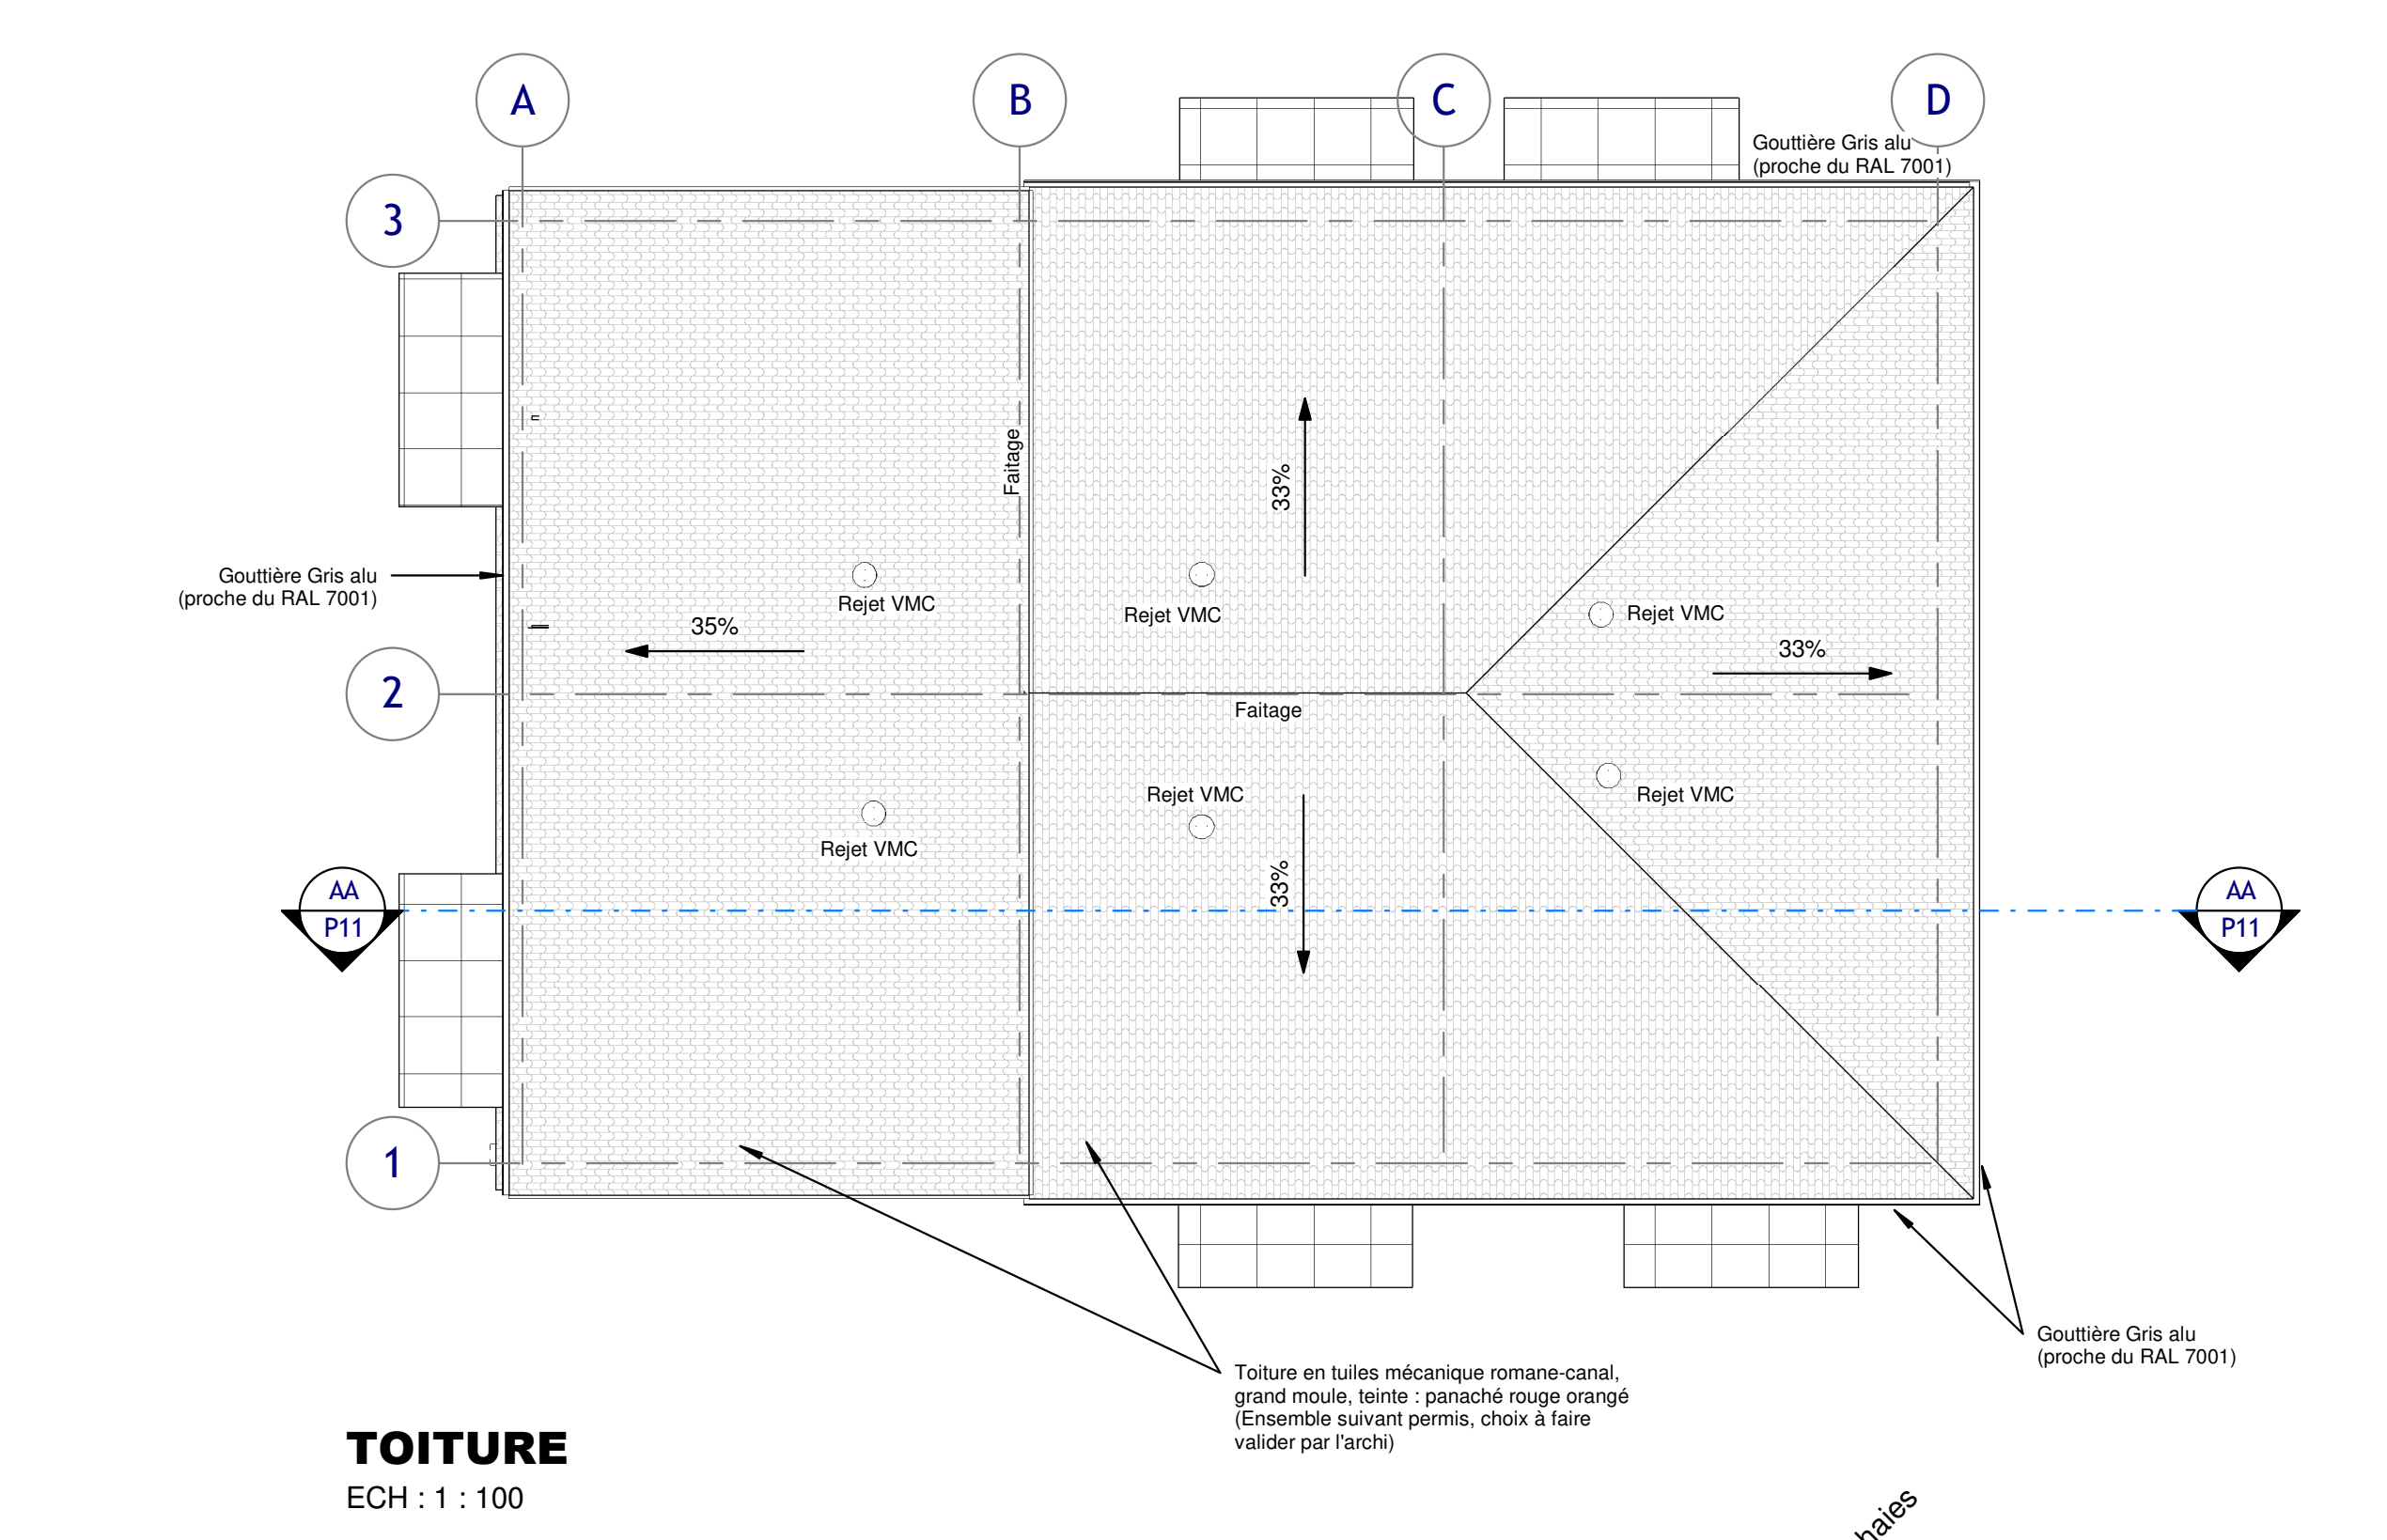 A
B
C
D
Gouttière Gris alu
(proche du RAL 7001)
3
Faitage
33%
Gouttière Gris alu
(proche du RAL 7001)
Rejet VMC
Rejet VMC
Rejet VMC
35%
33%
2
Faitage
Rejet VMC
Rejet VMC
Rejet VMC
33%
AA
P11
AA
P11
1
Gouttière Gris alu
(proche du RAL 7001)
Toiture en tuiles mécanique romane-canal,
grand moule, teinte : panaché rouge orangé
(Ensemble suivant permis, choix à faire
valider par l'archi)
TOITURE
ECH : 1 : 100
haies